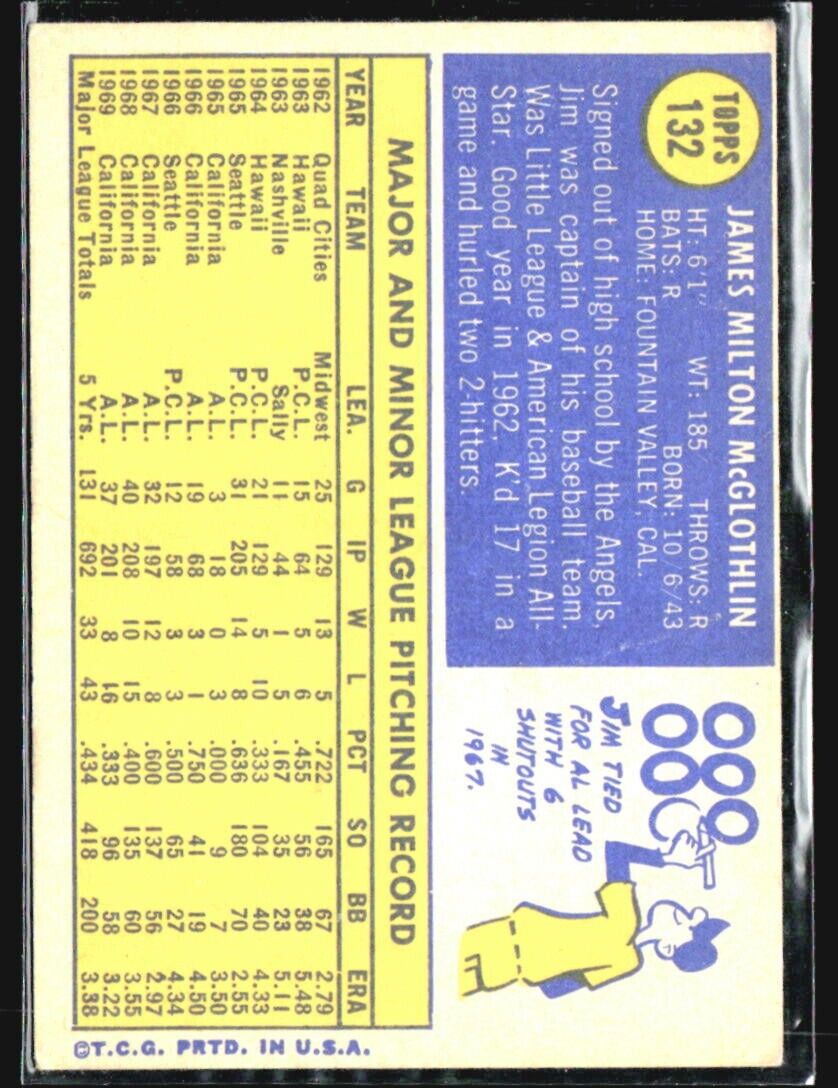 TOPPS
132
JAMES MILTON McGLOTHLIN
HT: 6'1" WT: 185 THROWS: R
BATS: R BORN: 10/6/43
HOME: FOUNTAIN VALLEY, CAL.
Signed out of high school by the Angels.
Jim was captain of his baseball team.
Was Little League & American Legion All-
Star. Good year in 1962, K'd 17 in a
game and hurled two 2-hitters.
JIM TIED
FOR AL LEAD
WITH 6
SHUTOUTS
IN
1967.
MAJOR AND MINOR LEAGUE PITCHING RECORD
YEAR TEAM LEA. G IP W L PCT SO BB ERA
1962 Quad Cities Midwest 25 129 13 5 .722 165 67 2.79
1963 Hawaii P.C.L. 15 64 5 6 .455 56 38 5.48
1963 Nashville Sally 11 44 1 5 .167 35 23 5.11
1964 Hawaii P.C.L. 21 129 5 10 .333 104 40 4.33
1965 Seattle P.C.L. 31 205 14 8 .636 180 70 2.55
1965 California A.L. 3 18 0 3 .000 9 7 3.50
1966 California A.L. 19 68 3 1 .750 41 19 4.50
1966 Seattle P.C.L. 12 58 3 3 .500 65 27 4.34
1967 California A.L. 32 197 12 8 .600 137 56 2.97
1968 California A.L. 40 208 10 15 .400 135 60 3.55
1969 California A.L. 37 201 8 16 .333 96 58 3.22
Major League Totals 5 Yrs. 131 692 33 43 .434 418 200 3.38
©T.C.G. PRTD. IN U.S.A.